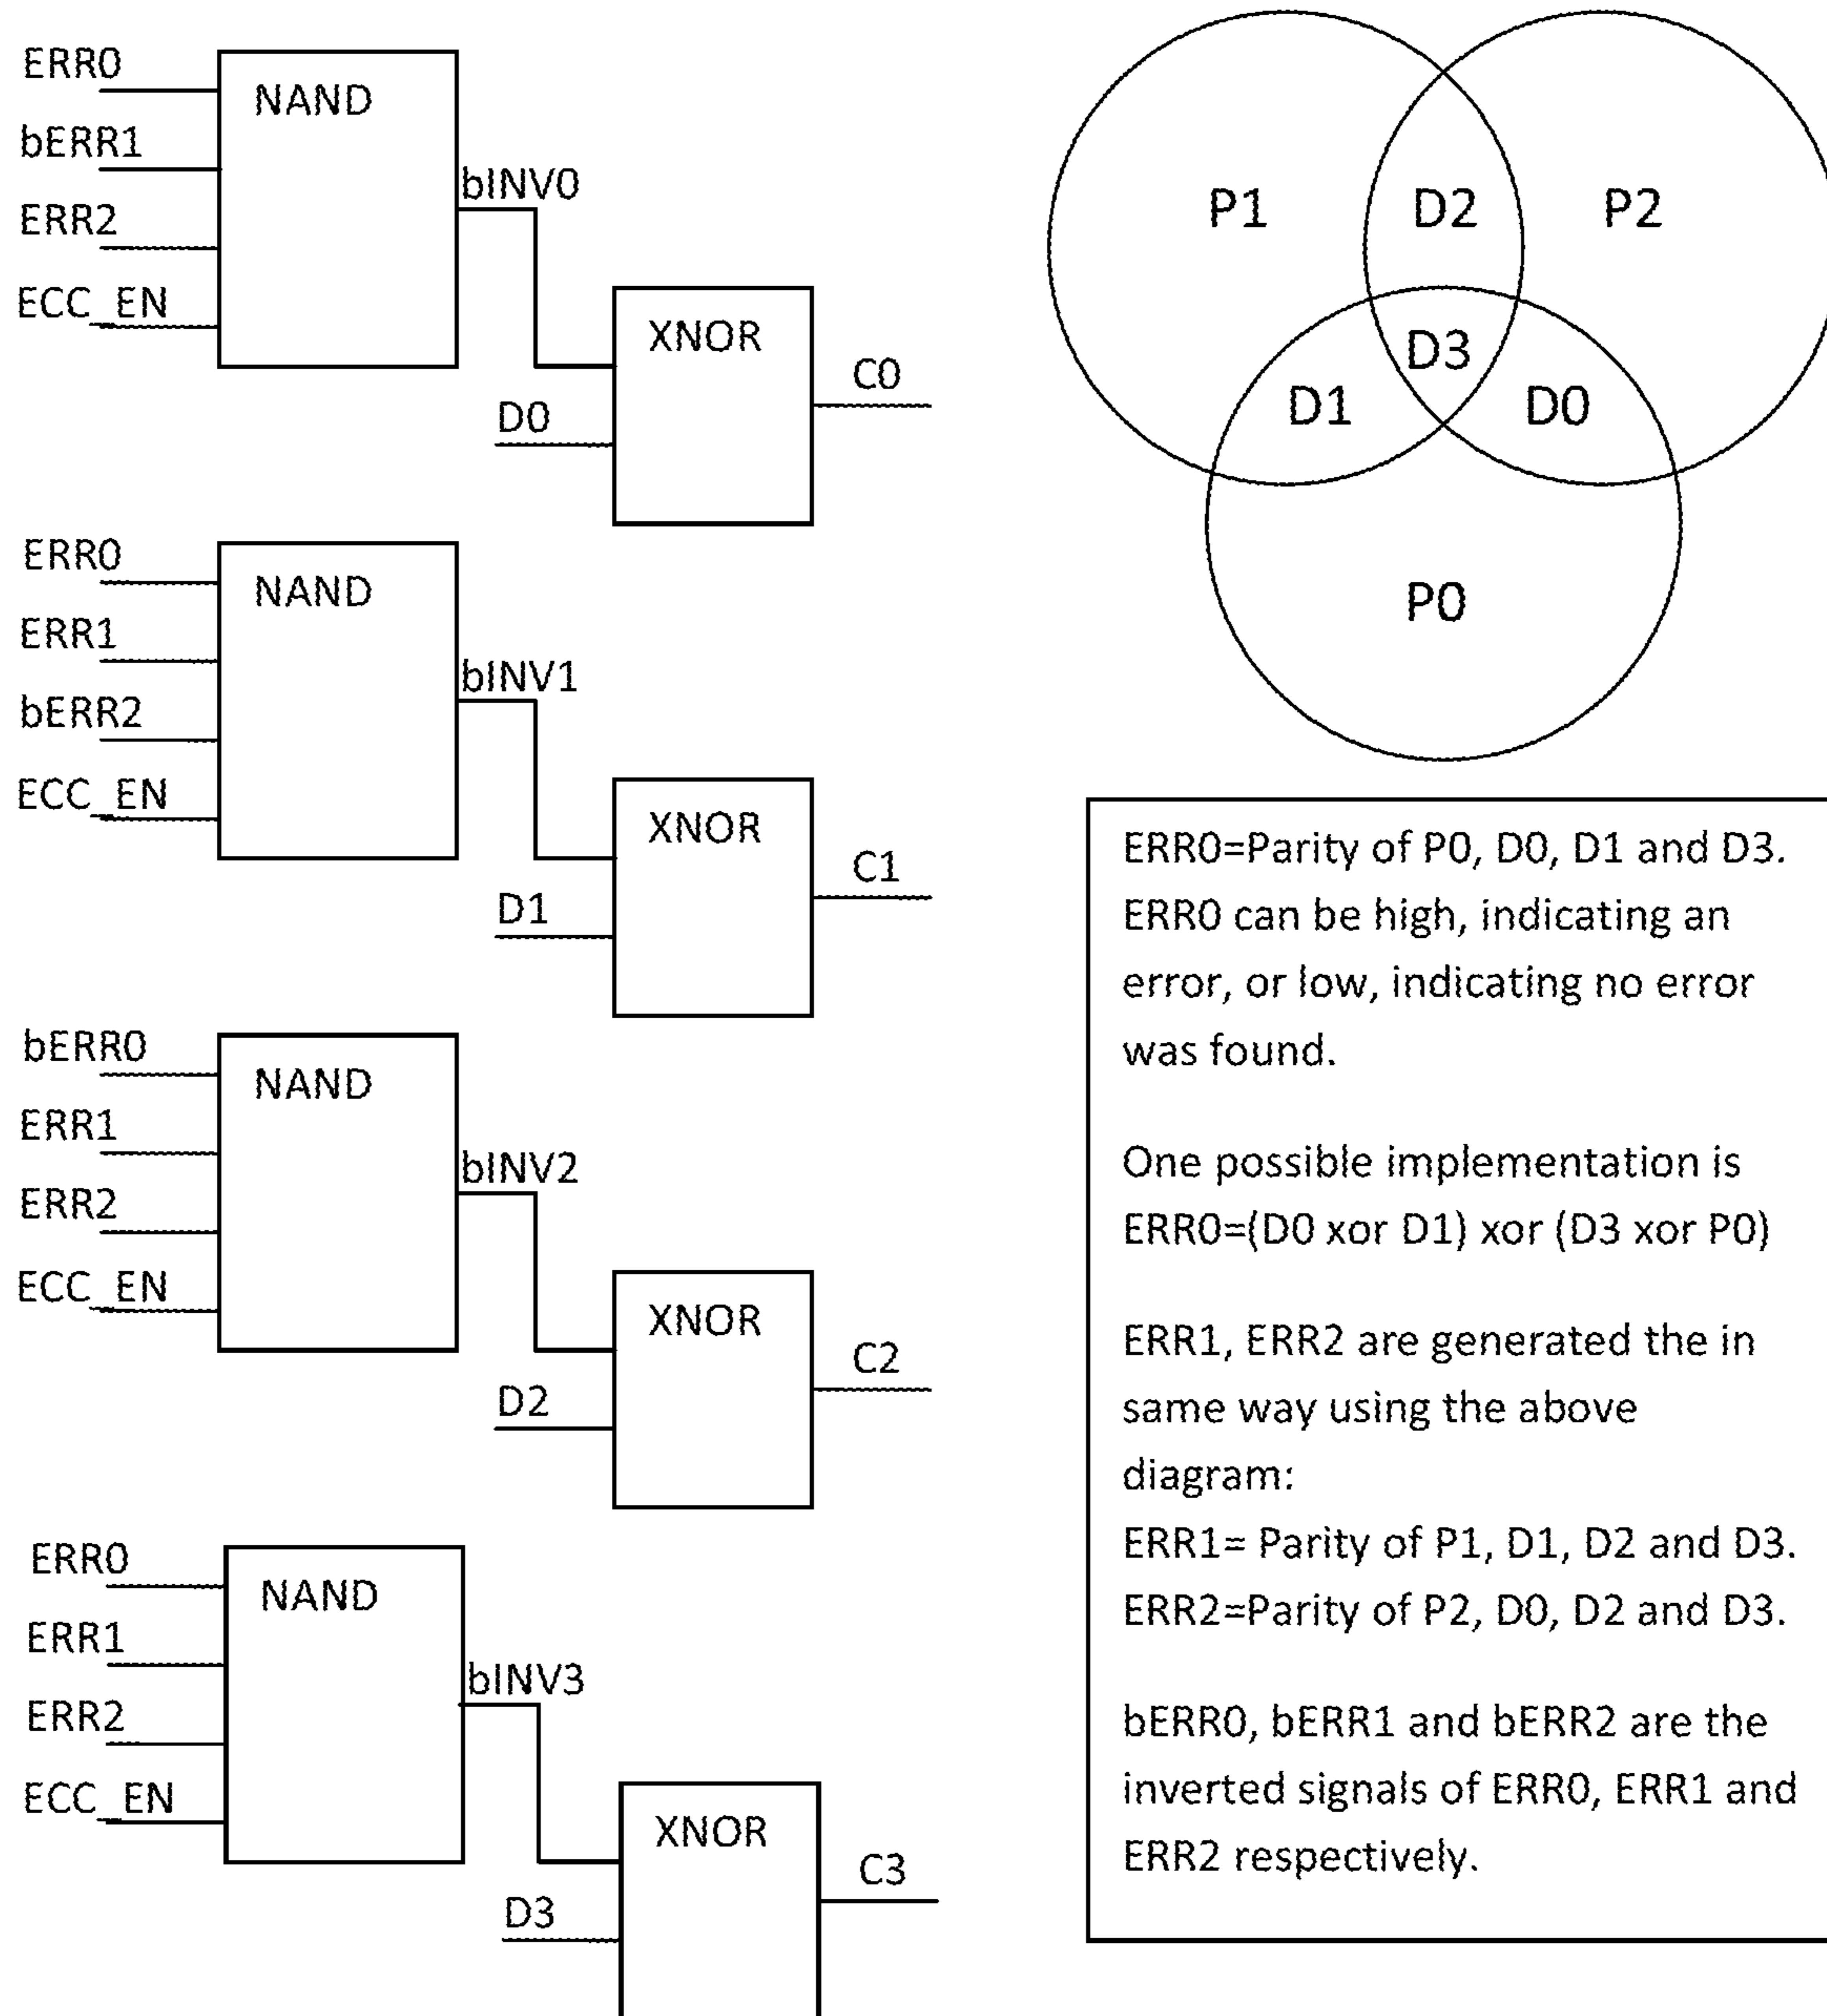 ERR0
NAND
bERR1
bINV0
ERR2
ECC_EN
XNOR
C0
D0
ERR0
NAND
ERR1
bINV1
bERR2
ECC_EN
XNOR
C1
D1
bERR0
NAND
ERR1
bINV2
ERR2
ECC_EN
XNOR
C2
D2
ERR0
NAND
ERR1
bINV3
ERR2
ECC_EN
XNOR
C3
D3
P1
D2
P2
D3
D1
D0
P0
ERR0=Parity of P0, D0, D1 and D3.
ERR0 can be high, indicating an
error, or low, indicating no error
was found.
One possible implementation is
ERR0=(D0 xor D1) xor (D3 xor P0)
ERR1, ERR2 are generated the in
same way using the above
diagram:
ERR1= Parity of P1, D1, D2 and D3.
ERR2=Parity of P2, D0, D2 and D3.
bERR0, bERR1 and bERR2 are the
inverted signals of ERR0, ERR1 and
ERR2 respectively.